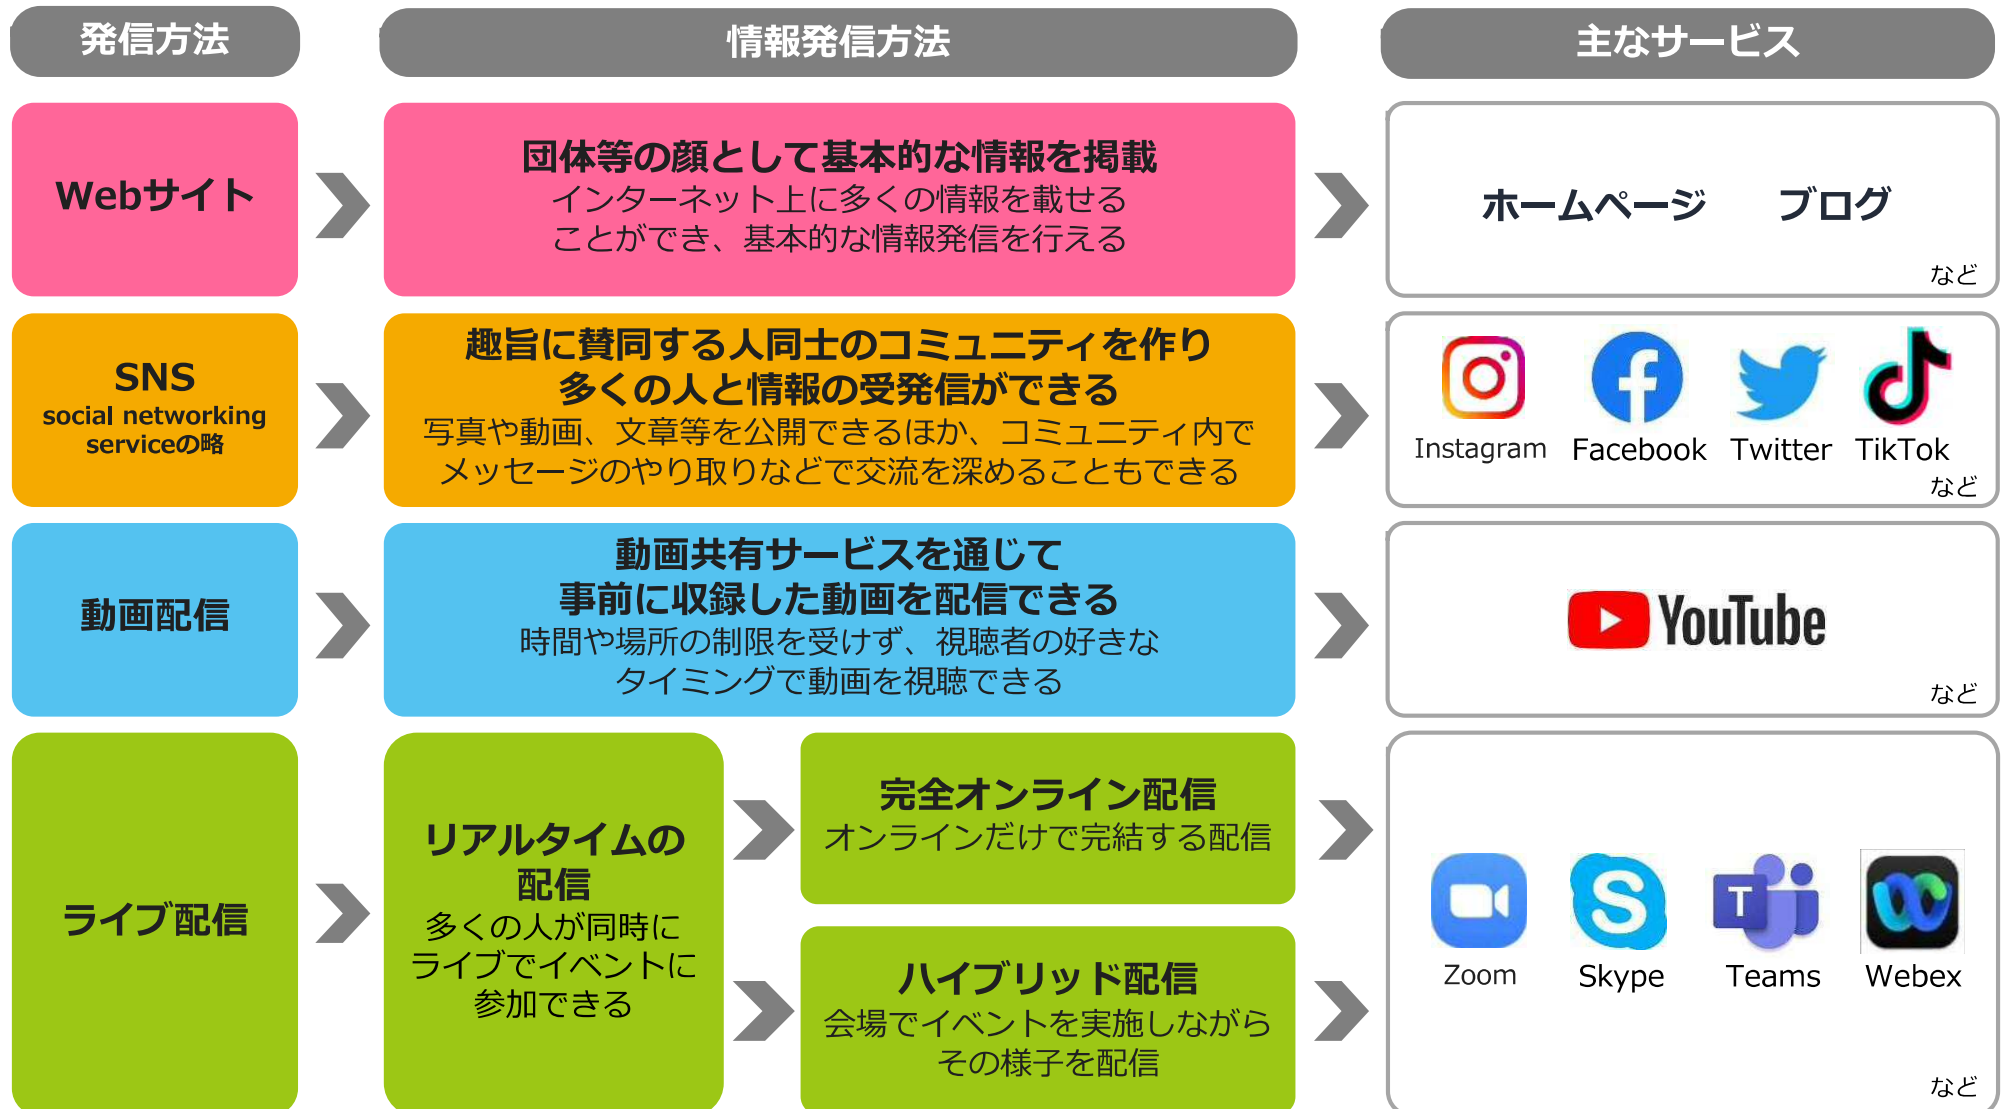 発信方法
情報発信方法
主なサービス
Webサイト
団体等の顔として基本的な情報を掲載
インターネット上に多くの情報を載せる
ことができ、基本的な情報発信を行える
ホームページ ブログ
など
SNS
social networking
serviceの略
趣旨に賛同する人同士のコミュニティを作り
多くの人と情報の受発信ができる
写真や動画、文章等を公開できるほか、コミュニティ内で
メッセージのやり取りなどで交流を深めることもできる
Instagram Facebook Twitter TikTok
など
動画配信
動画共有サービスを通じて
事前に収録した動画を配信できる
時間や場所の制限を受けず、視聴者の好きな
タイミングで動画を視聴できる
YouTube
など
ライブ配信
リアルタイムの
配信
多くの人が同時に
ライブでイベントに
参加できる
完全オンライン配信
オンラインだけで完結する配信
ハイブリッド配信
会場でイベントを実施しながら
その様子を配信
Zoom Skype Teams Webex
など